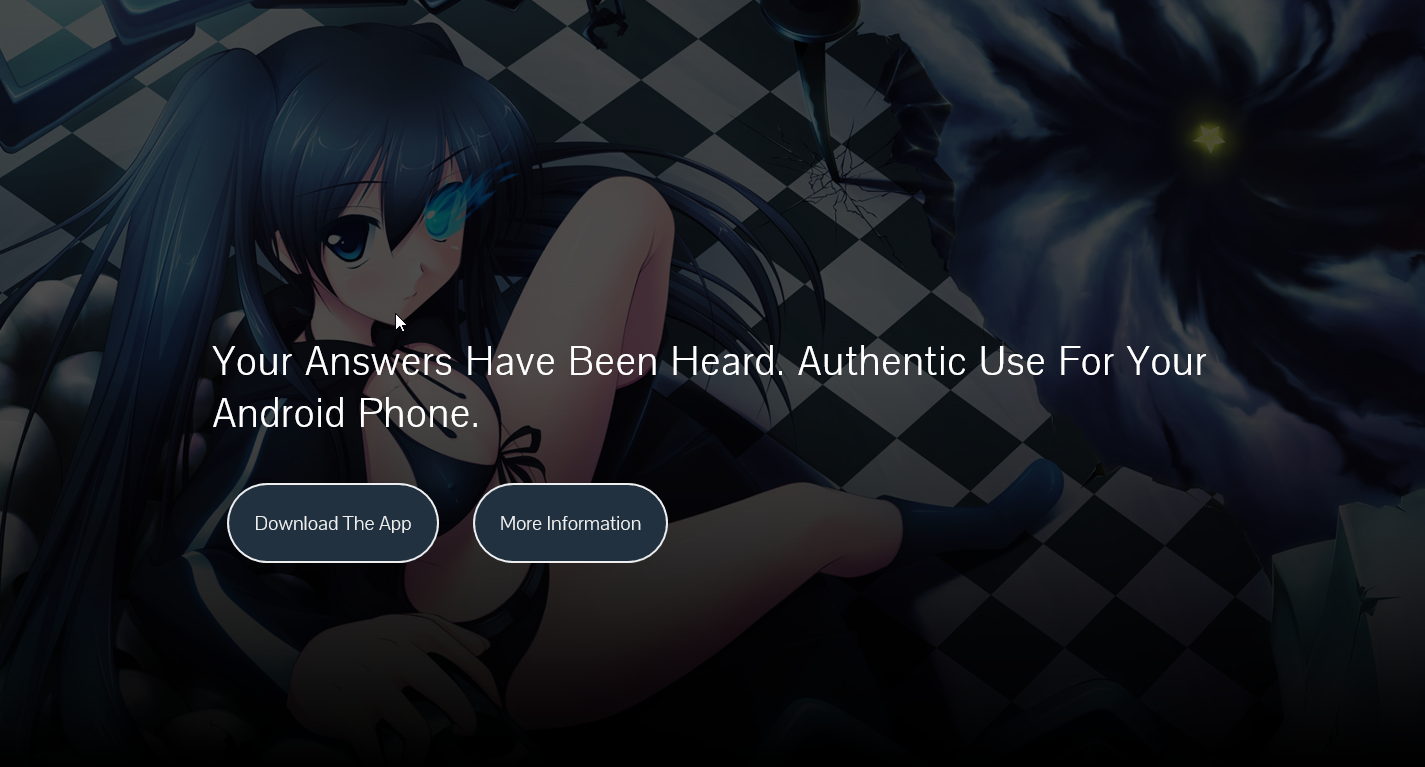 Your Answers Have Been Heard. Authentic Use For Your
Android Phone.
Download The App
More Information